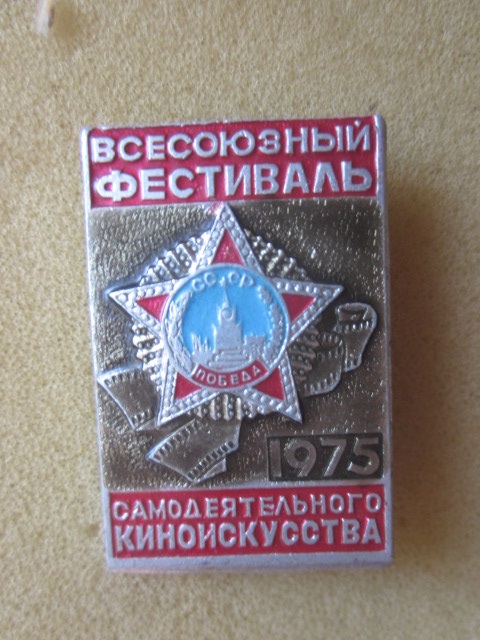 ВСЕСОЮЗНЫЙ
ФЕСТИВАЛЬ
СССР
ПОБЕДА
1975
САМОДЕЯТЕЛЬНОГО
КИНОИСКУССТВА